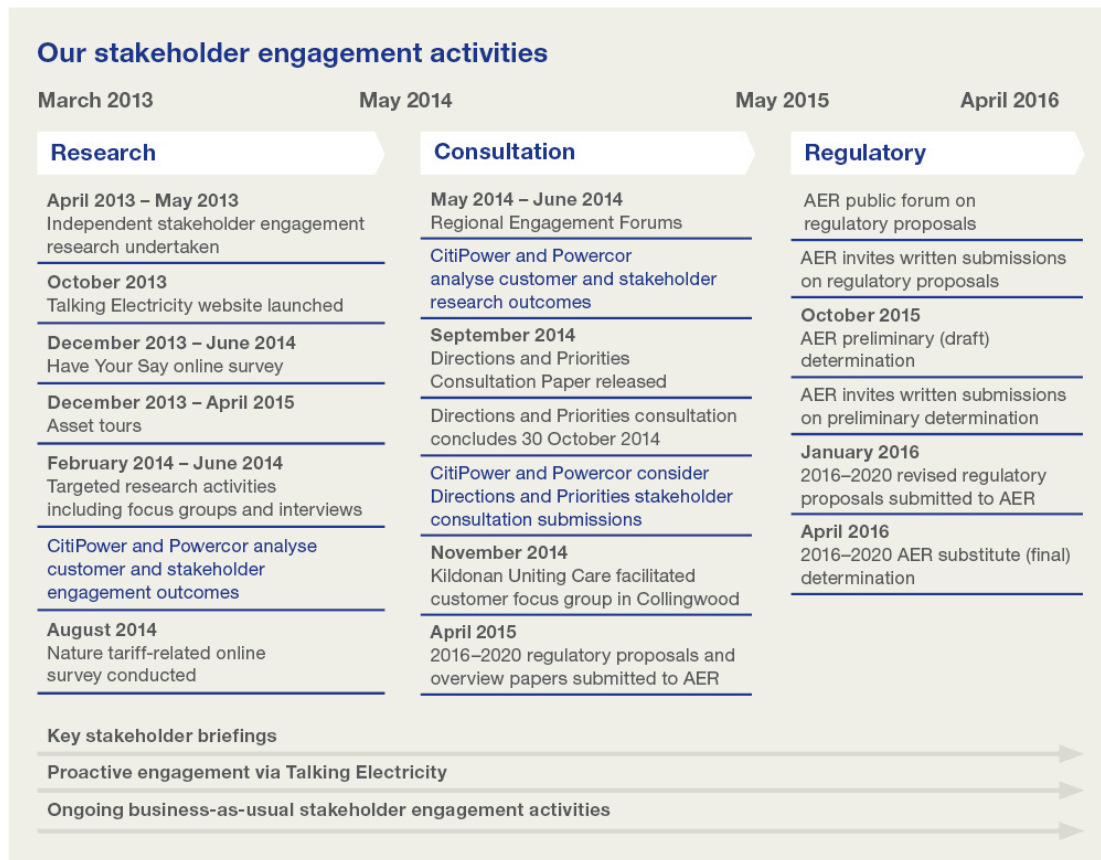 Our stakeholder engagement activities
March 2013
May 2014
May 2015
April 2016
Research
April 2013 – May 2013
Independent stakeholder engagement
research undertaken
October 2013
Talking Electricity website launched
December 2013 – June 2014
Have Your Say online survey
December 2013 – April 2015
Asset tours
February 2014 – June 2014
Targeted research activities
including focus groups and interviews
CitiPower and Powercor analyse
customer and stakeholder
engagement outcomes
August 2014
Nature tariff-related online
survey conducted
Consultation
May 2014 – June 2014
Regional Engagement Forums
CitiPower and Powercor
analyse customer and stakeholder
research outcomes
September 2014
Directions and Priorities
Consultation Paper released
Directions and Priorities consultation
concludes 30 October 2014
CitiPower and Powercor consider
Directions and Priorities stakeholder
consultation submissions
November 2014
Kildonan Uniting Care facilitated
customer focus group in Collingwood
April 2015
2016–2020 regulatory proposals and
overview papers submitted to AER
Regulatory
AER public forum on
regulatory proposals
AER invites written submissions
on regulatory proposals
October 2015
AER preliminary (draft)
determination
AER invites written submissions
on preliminary determination
January 2016
2016–2020 revised regulatory
proposals submitted to AER
April 2016
2016–2020 AER substitute (final)
determination
Key stakeholder briefings
Proactive engagement via Talking Electricity
Ongoing business-as-usual stakeholder engagement activities